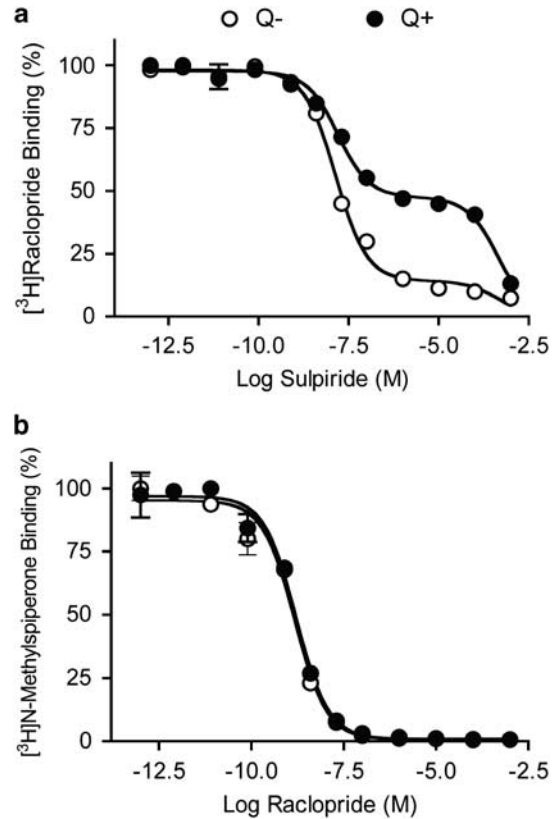 a
Q- Q+
[³H]Raclopride Binding (%)
100
75
50
25
0
-12.5 -10.0 -7.5 -5.0 -2.5
Log Sulpiride (M)
b
[³H]N-Methylspiperone Binding (%)
100
75
50
25
0
-12.5 -10.0 -7.5 -5.0 -2.5
Log Raclopride (M)